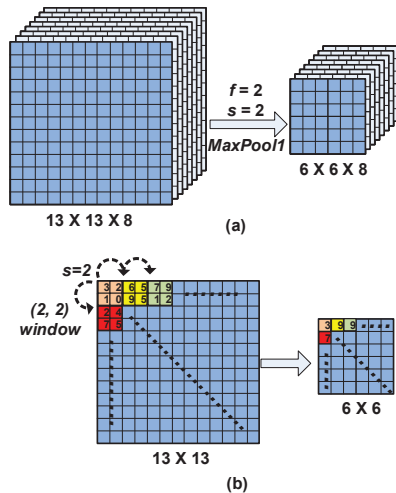 f = 2
s = 2
MaxPool1
13 X 13 X 8
6 X 6 X 8
(a)
s=2
3 2 6 5 7 9
1 0 9 5 1 2
2 4
7 5
(2, 2)
window
3 9 9
7
13 X 13
6 X 6
(b)